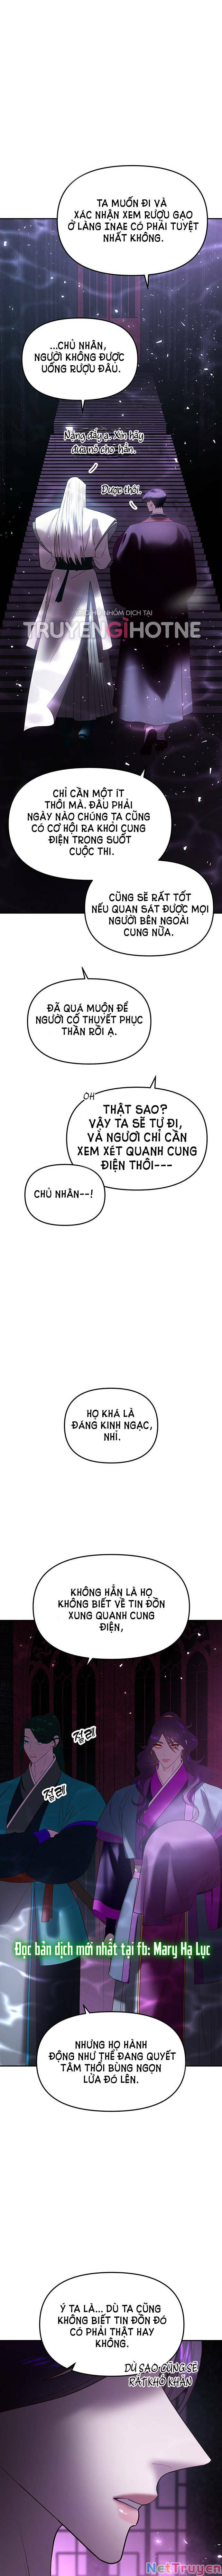 TA MUỐN ĐI VÀ
XÁC NHẬN XEM RƯỢU GẠO
Ở LÀNG INAE CÓ PHẢI TUYỆT
NHẤT KHÔNG.
...CHỦ NHÂN,
NGƯỜI KHÔNG ĐƯỢC
UỐNG RƯỢU ĐÂU.
Nặng đấy ạ. Xin hãy
đưa nó cho thần.
Được thôi.
GHÉ HỘ NHÓM DỊCH TẠI
TRUYENGIHOTNE
CHỈ CẦN MỘT ÍT
THÔI MÀ. ĐÂU PHẢI
NGÀY NÀO CHÚNG TA CŨNG
CÓ CƠ HỘI RA KHỎI CUNG
ĐIỆN TRONG SUỐT
CUỘC THI.
CŨNG SẼ RẤT TỐT
NẾU QUAN SÁT ĐƯỢC MỌI
NGƯỜI BÊN NGOÀI
CUNG NỮA.
ĐÃ QUÁ MUỘN ĐỂ
NGƯỜI CỐ THUYẾT PHỤC
THẦN RỒI Ạ.
OH
THẬT SAO?
VẬY TA SẼ TỰ ĐI,
VÀ NGƯƠI CHỈ CẦN
XEM XÉT QUANH CUNG
ĐIỆN THÔI---
CHỦ NHÂN--!
HỌ KHÁ LÀ
ĐÁNG KINH NGẠC,
NHỈ.
KHÔNG HẲN LÀ HỌ
KHÔNG BIẾT VỀ TIN ĐỒN
XUNG QUANH CUNG
ĐIỆN,
절레
절레
Đọc bản dịch mới nhất tại fb: Mary Hạ Lục
NHƯNG HỌ HÀNH
ĐỘNG NHƯ THỂ ĐANG QUYẾT
TÂM THỔI BÙNG NGỌN
LỬA ĐÓ LÊN.
Ý TA LÀ... DÙ TA CŨNG
KHÔNG BIẾT TIN ĐỒN ĐÓ
CÓ PHẢI THẬT HAY
KHÔNG.
DÙ SAO CŨNG SẼ
RẤT KHÓ KHĂN
NetTruyen